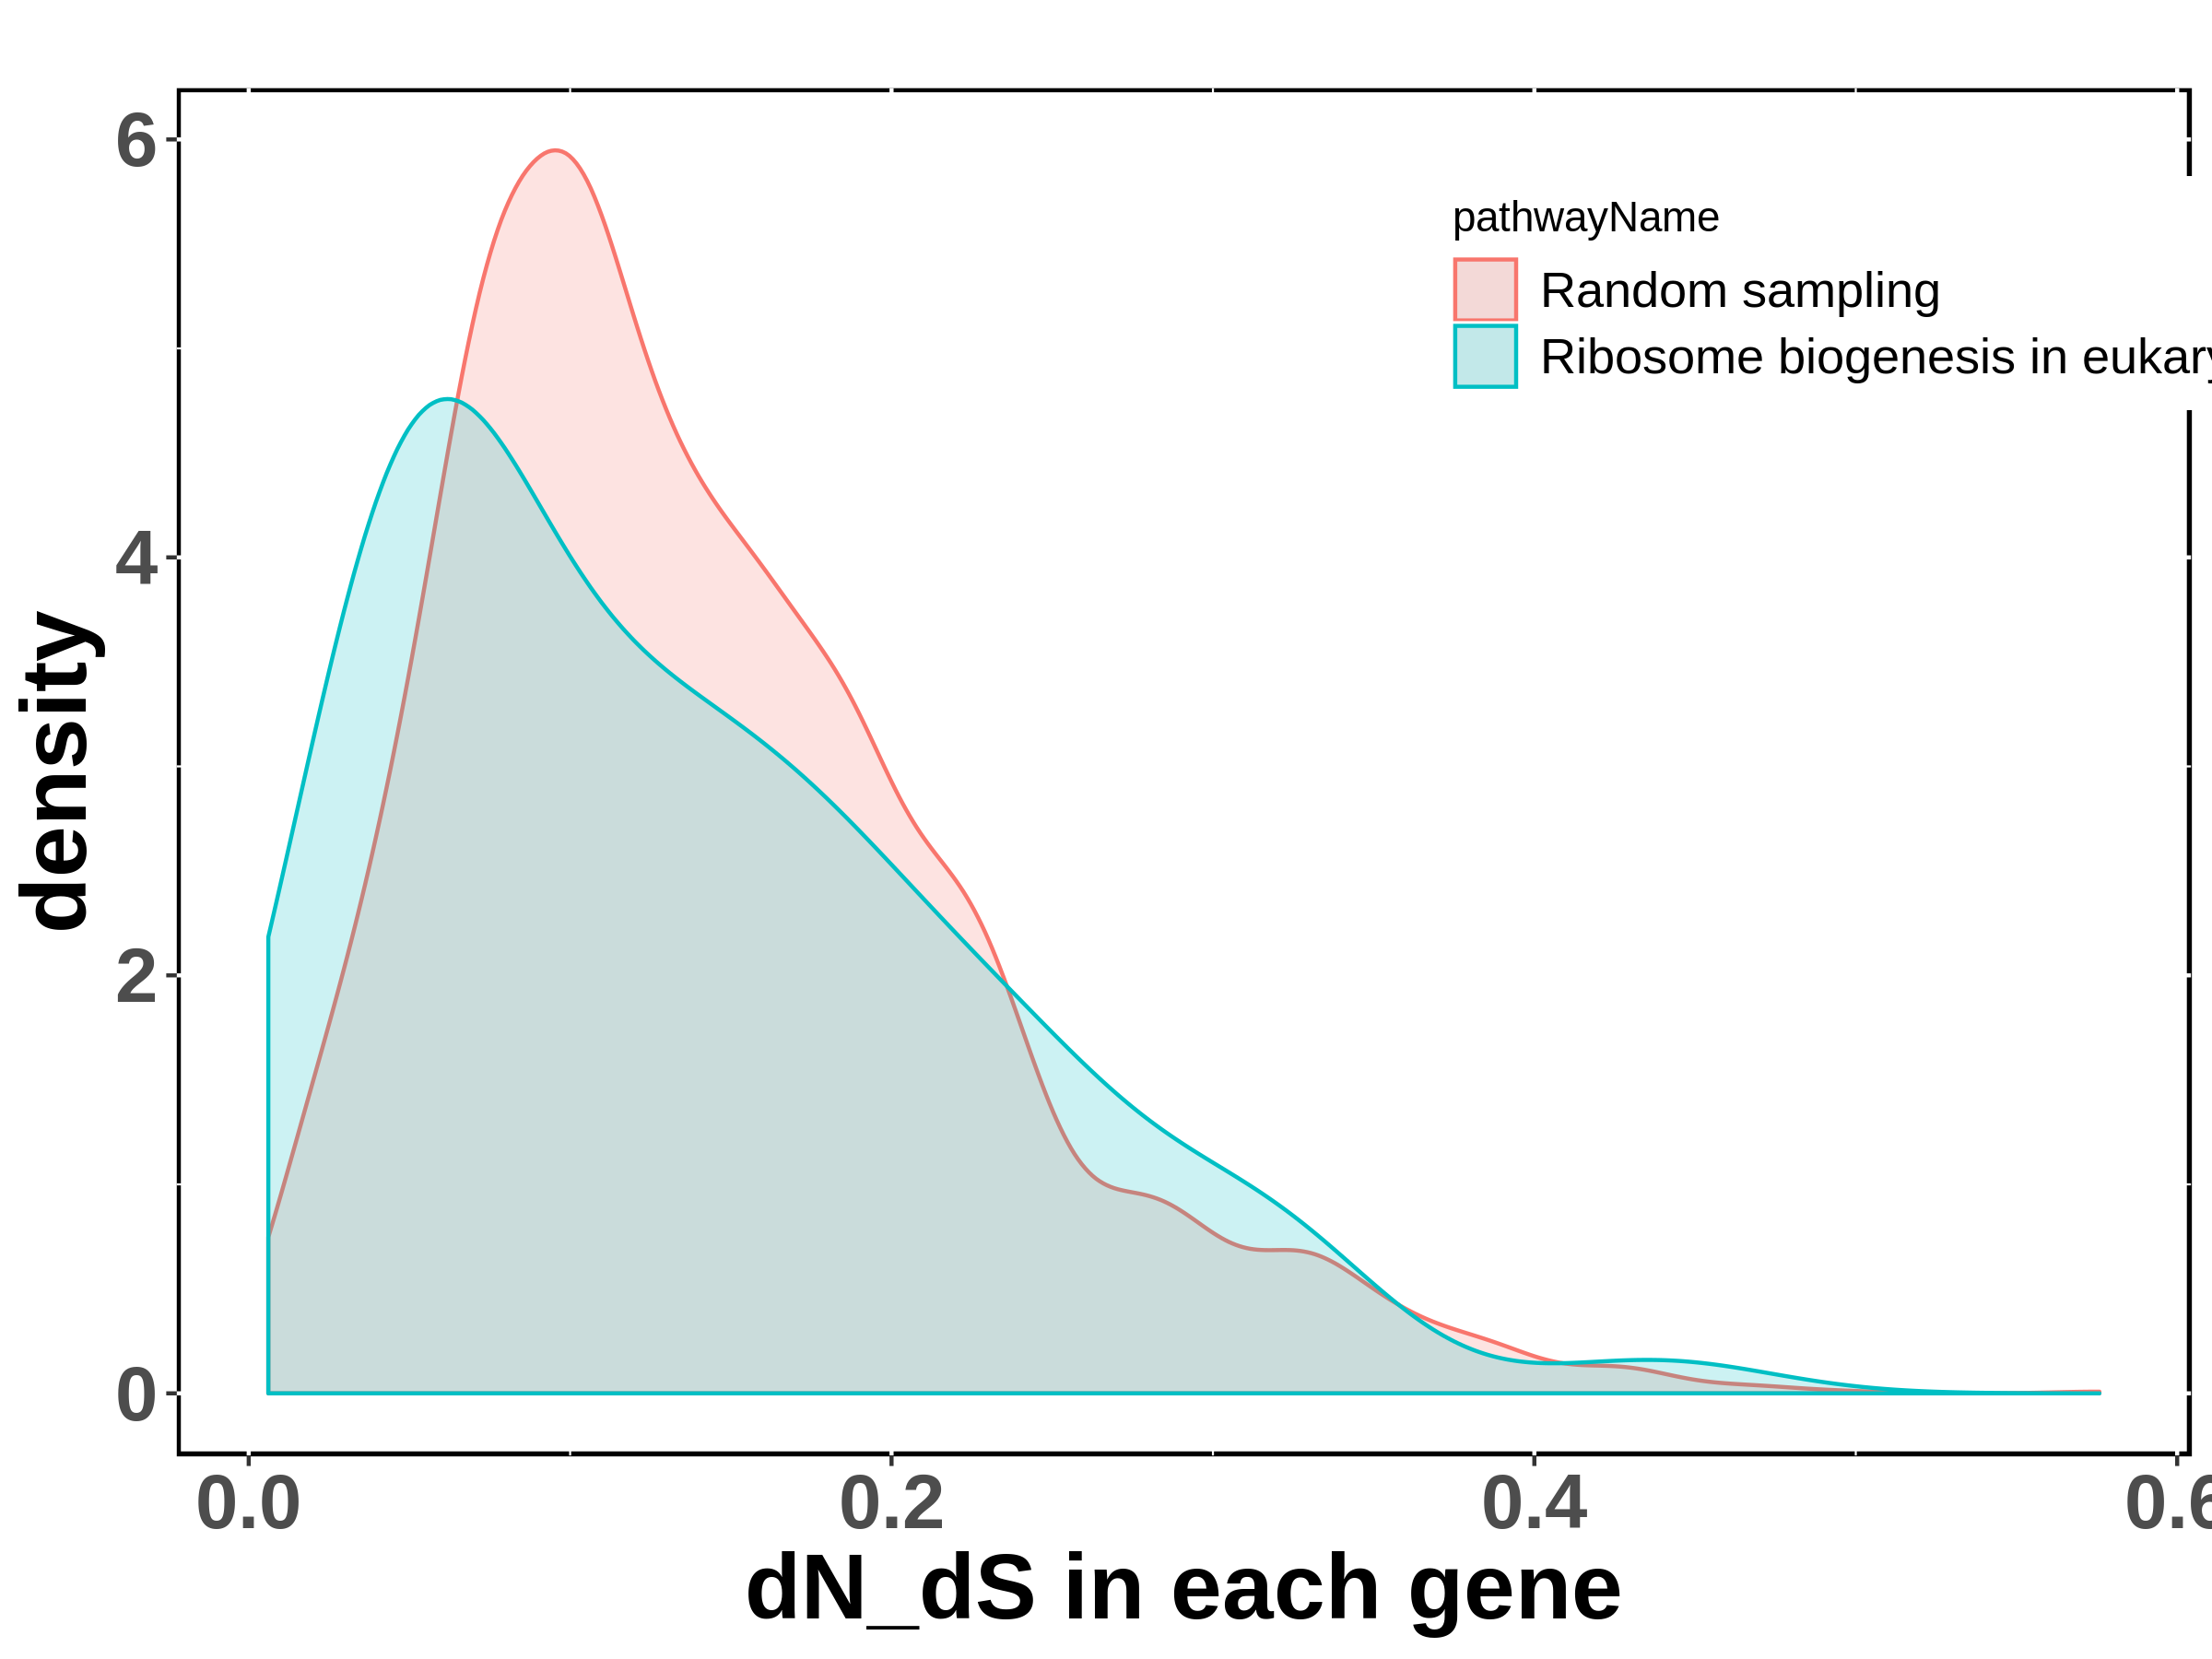 pathwayName
Random sampling
Ribosome biogenesis in
6
4
2
0
density
0.0 0.2 0.4
dN_dS in each gene